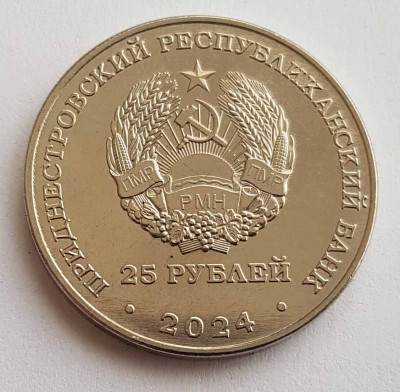 ПРИДНЕСТРОВСКИЙ РЕСПУБЛИКАНСКИЙ БАНК
ПМР ПМР
РМН
25 РУБЛЕЙ
• 2024 •